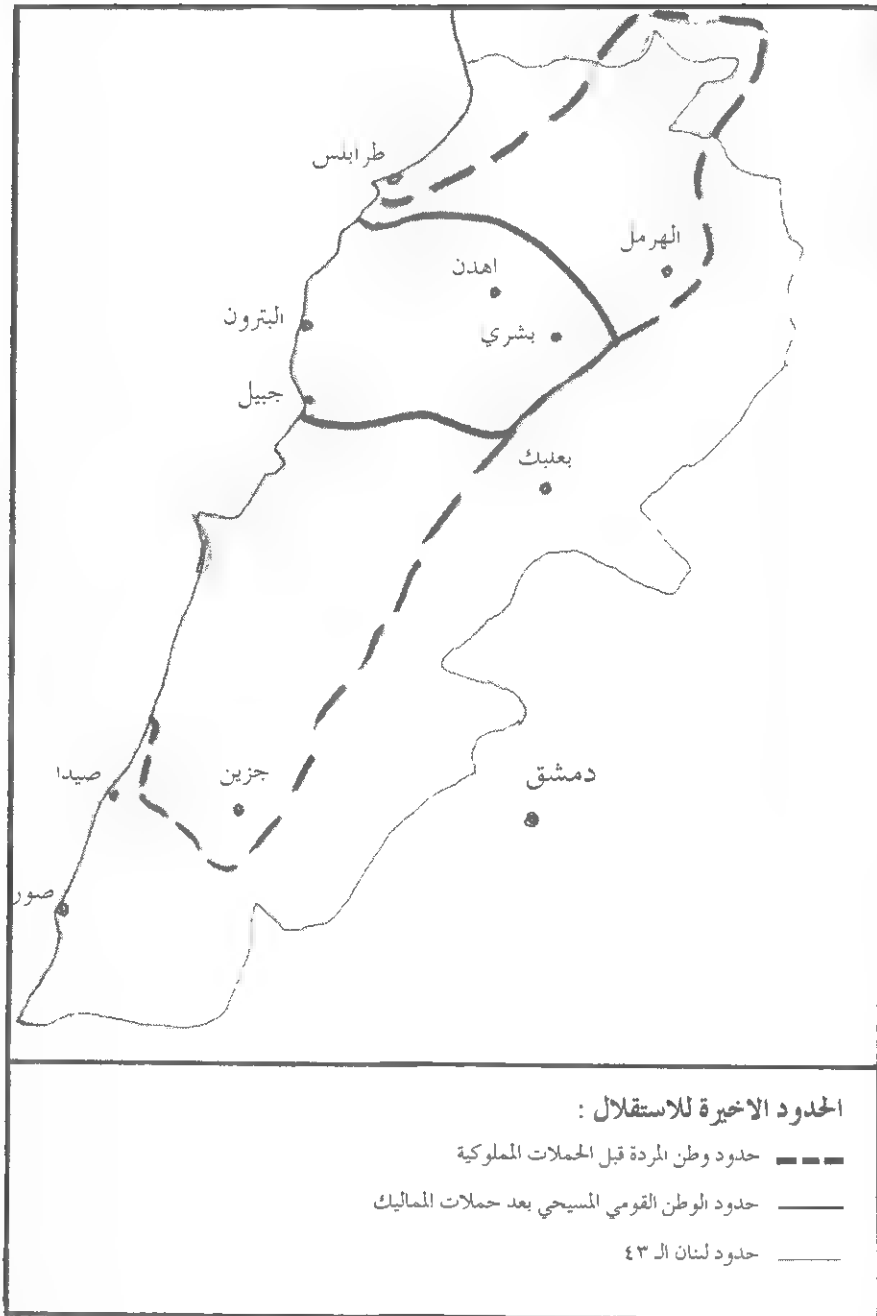 طرابلس
الهرمل
اهدن
البترون
بشري
جبيل
بعلبك
صيدا
جزين
دمشق
صور
الحدود الاخيرة للاستقلال :
حدود وطن المردة قبل الحملات المملوكية
حدود الوطن القومي المسيحي بعد حملات المماليك
حدود لبنان الـ ٤٣